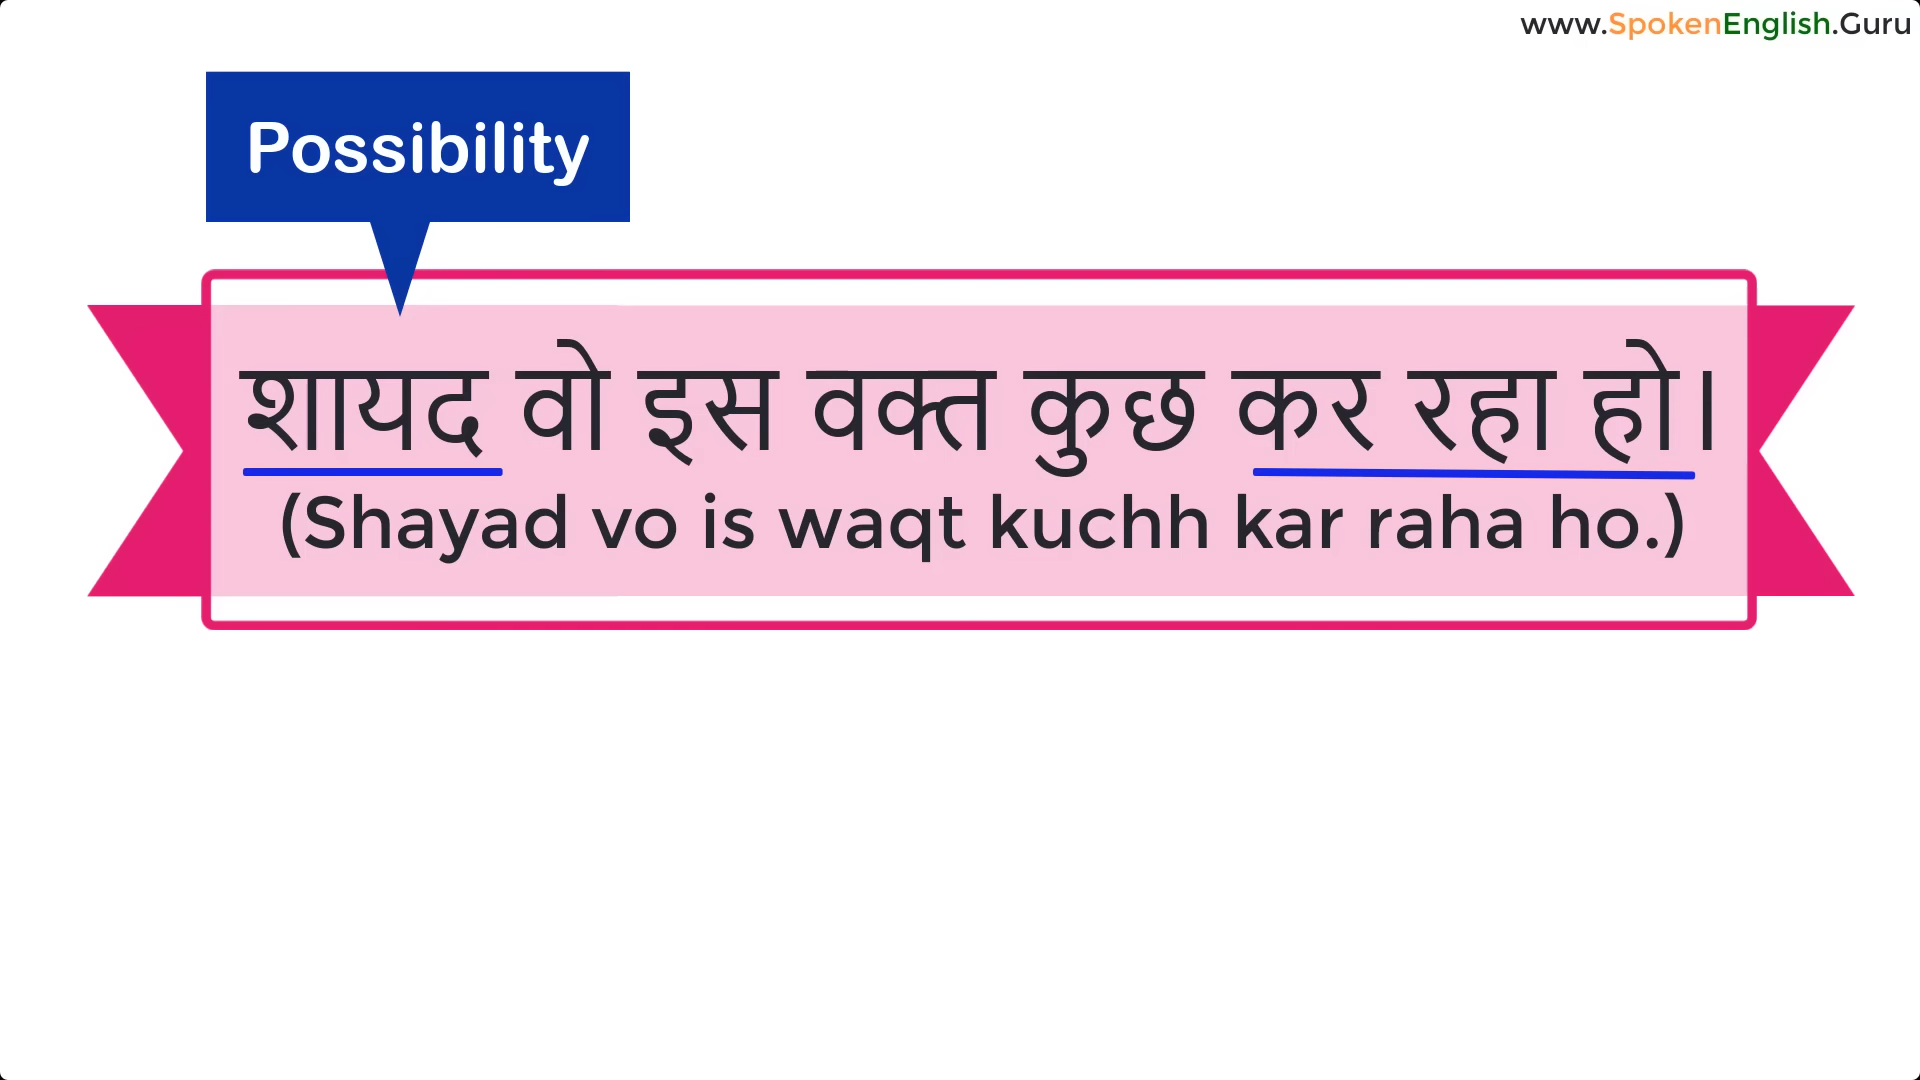 www.SpokenEnglish.Guru
Possibility
शायद वो इस वक्त कुछ कर रहा हो।
(Shayad vo is waqt kuchh kar raha ho.)